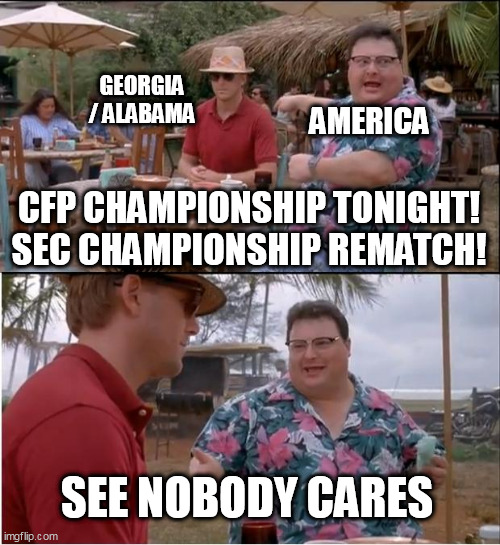 GEORGIA
/ ALABAMA
AMERICA
CFP CHAMPIONSHIP TONIGHT!
SEC CHAMPIONSHIP REMATCH!
SEE NOBODY CARES
imgflip.com